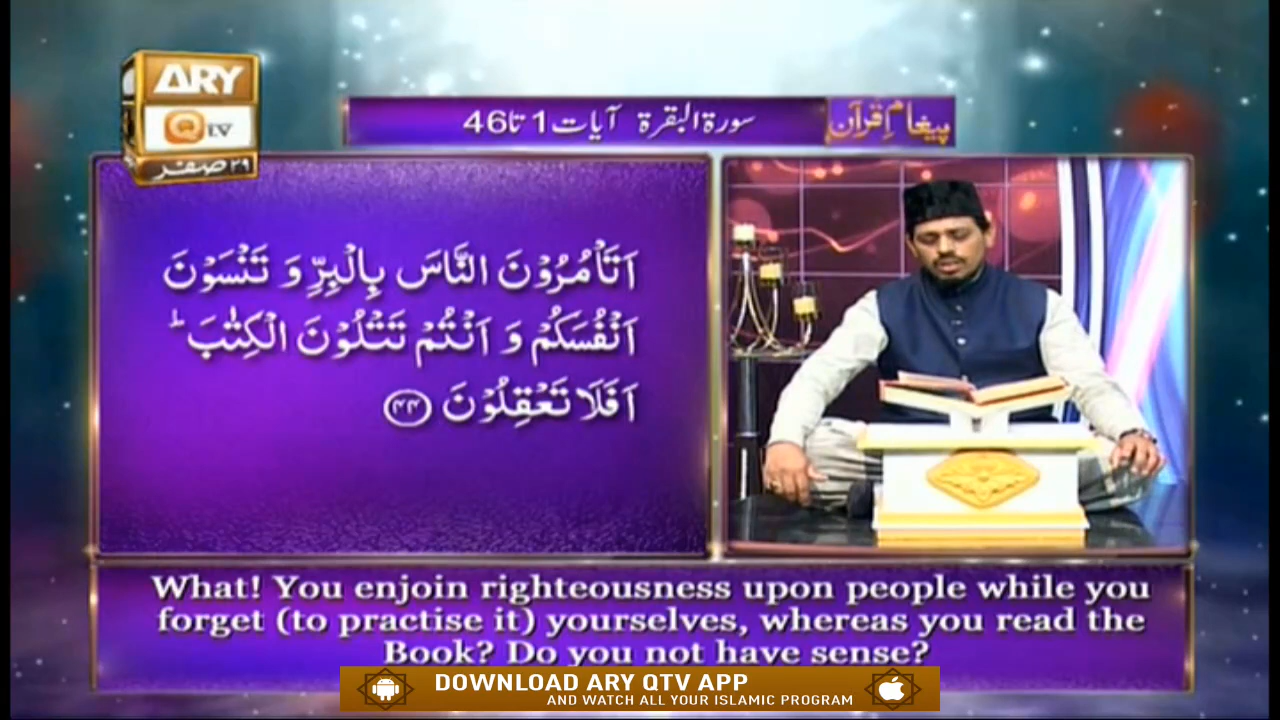 ARY
Q TV
۲۹ صفر
پیغامِ قرآن
سورۃ البقرۃ آیات 1 تا 46
اَتَاْمُرُوْنَ النَّاسَ بِالْبِرِّ وَ تَنْسَوْنَ
اَنْفُسَكُمْ وَ اَنْتُمْ تَتْلُوْنَ الْكِتٰبَ ؕ
اَفَلَا تَعْقِلُوْنَ ﴿۴۴﴾
What! You enjoin righteousness upon people while you
forget (to practise it) yourselves, whereas you read the
Book? Do you not have sense?
DOWNLOAD ARY QTV APP
AND WATCH ALL YOUR ISLAMIC PROGRAM